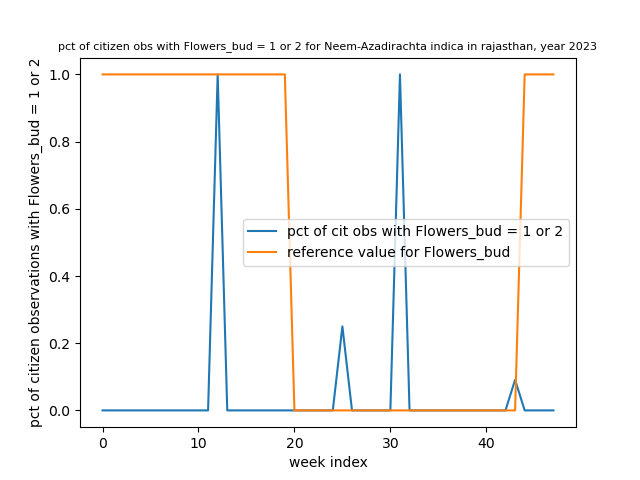 pct of citizen obs with Flowers_bud = 1 or 2 for Neem-Azadirachta indica in rajasthan, year 2023
pct of citizen observations with Flowers_bud = 1 or 2
1.0
0.8
0.6
0.4
0.2
0.0
pct of cit obs with Flowers_bud = 1 or 2
reference value for Flowers_bud
0 10 20 30 40
week index